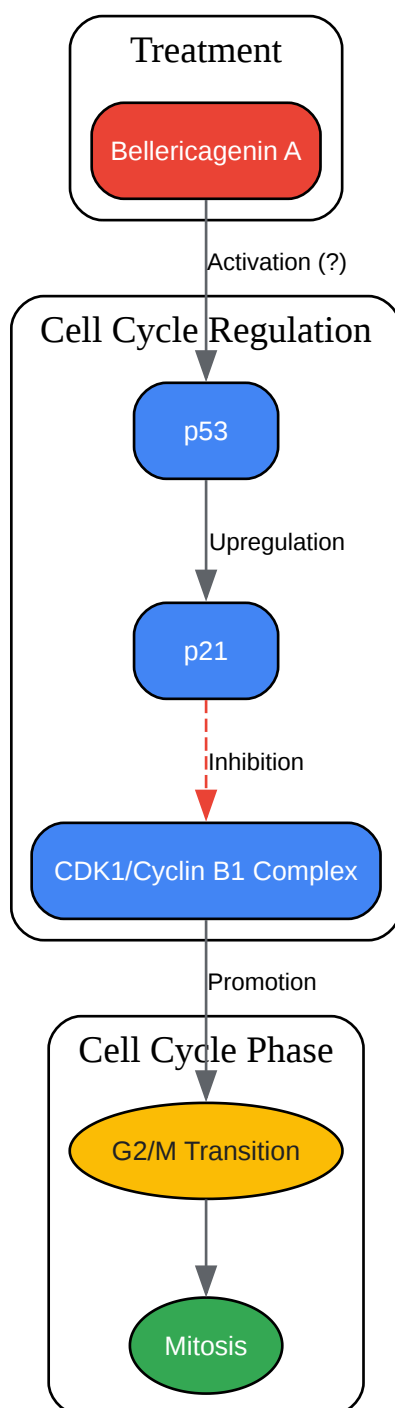 Treatment
Bellericagenin A
Activation (?)
Cell Cycle Regulation
p53
Upregulation
p21
Inhibition
CDK1/Cyclin B1 Complex
Promotion
Cell Cycle Phase
G2/M Transition
Mitosis